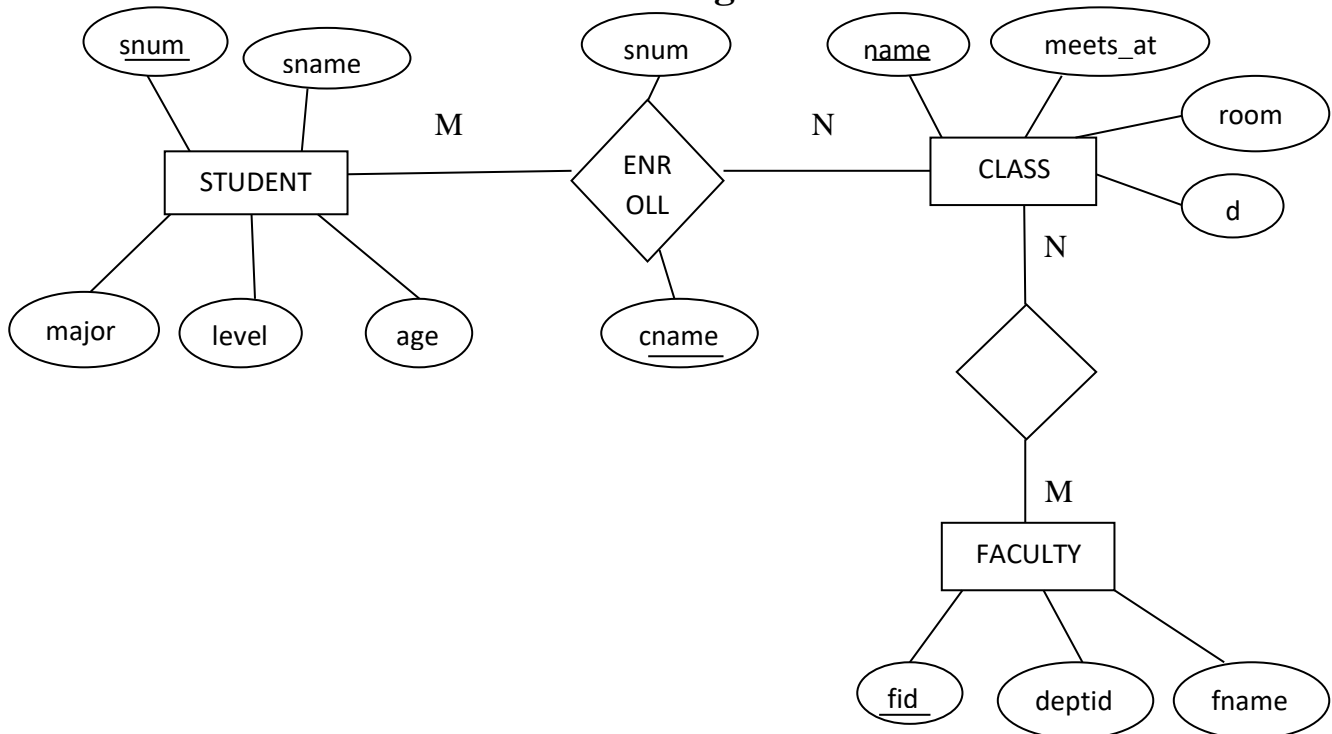 g
snum
sname
snum
name
meets_at
room
d
M
N
STUDENT
ENR
OLL
CLASS
N
major
level
age
cname
M
FACULTY
fid
deptid
fname